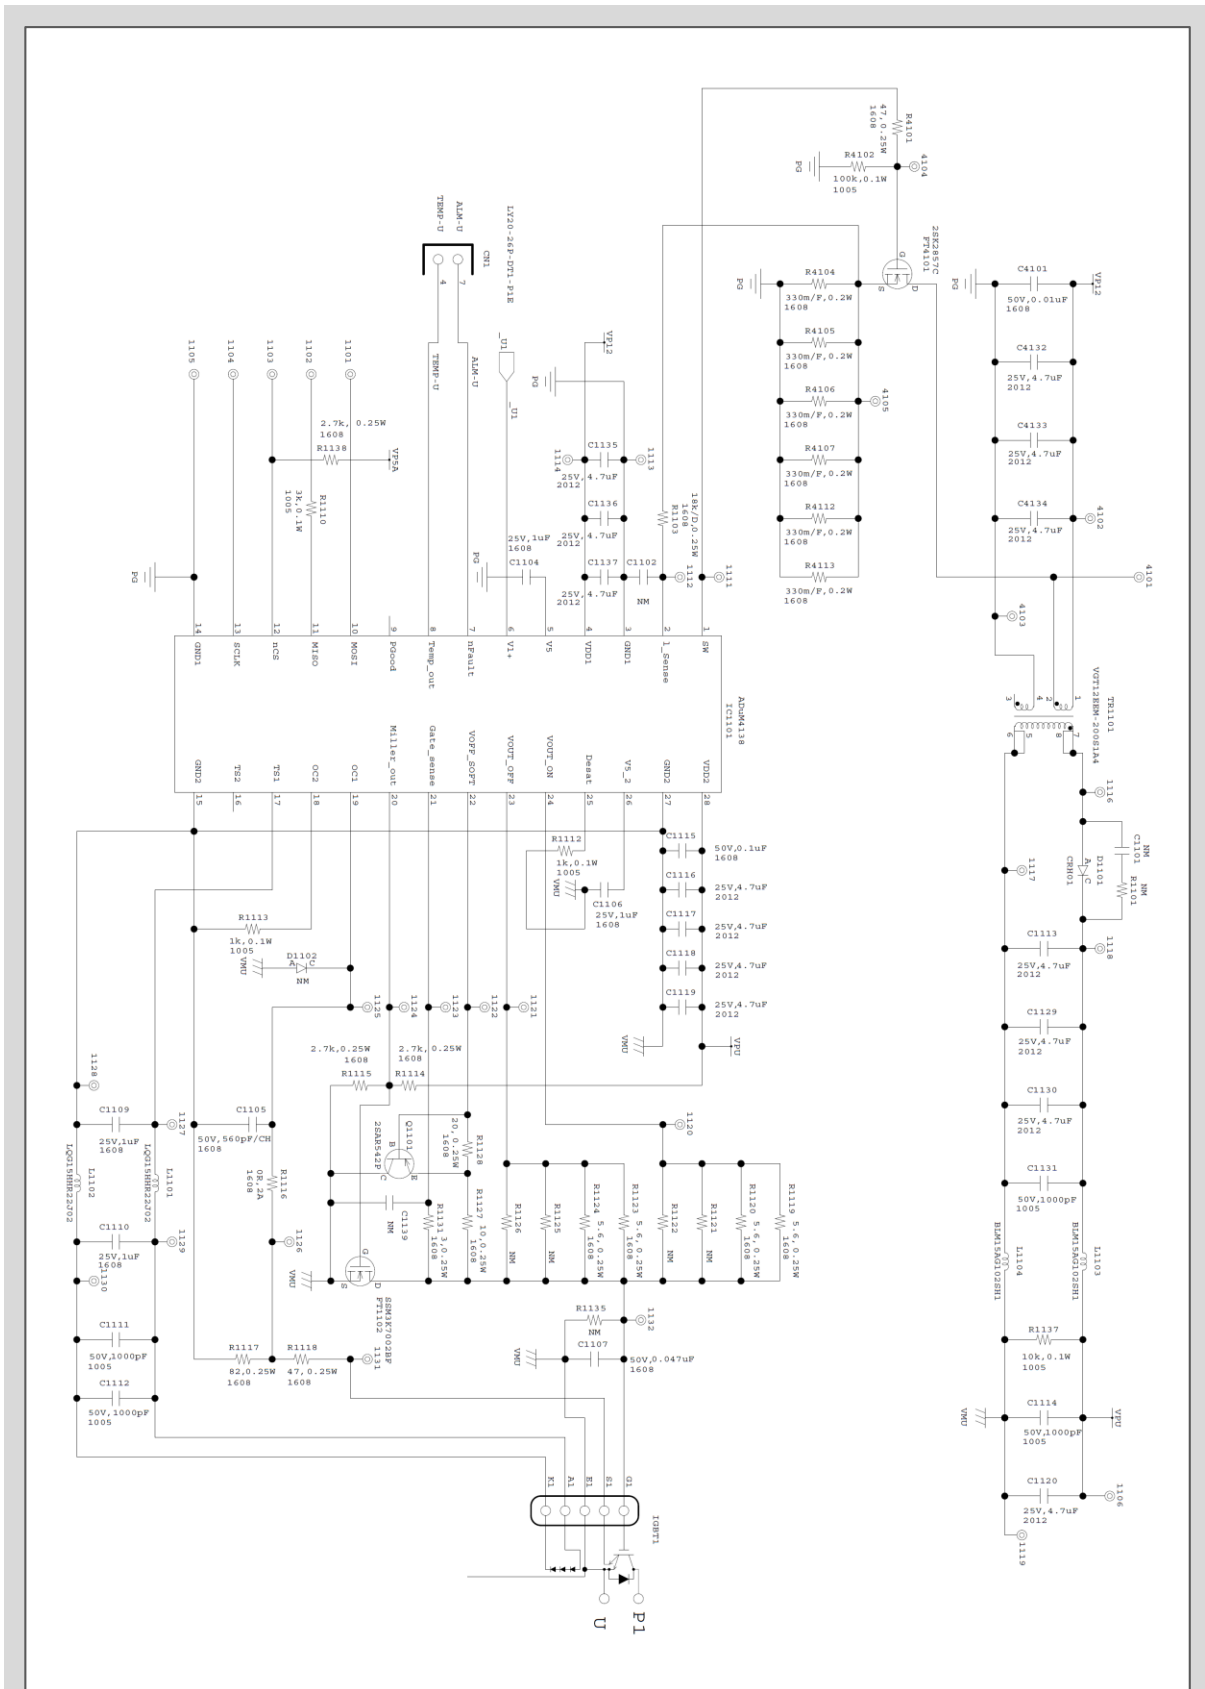 R4101
47,0.25W
1608
4104
R4102
100k,0.1W
1005
PG
2SK2857C
FT4101
G
D
S
C4101
50V,0.01uF
1608
VP12
PG
C4132
25V,4.7uF
2012
C4133
25V,4.7uF
2012
C4134
25V,4.7uF
2012
4102
4101
4103
R4104
330m/F,0.2W
1608
PG
R4105
330m/F,0.2W
1608
R4106
330m/F,0.2W
1608
4105
R4107
330m/F,0.2W
1608
R4112
330m/F,0.2W
1608
R4113
330m/F,0.2W
1608
LY20-26P-DT1-P1E
ALM-U
TEMP-U
CN1
7
4
ALM-U
TEMP-U
_U1
_U1
VP12
PG
1105
1104
1103
1102
1101
2.7k, 0.25W
1608
R1138
VP5A
R1110
3k,0.1W
1005
PG
C1135
25V,4.7uF
2012
1114
1113
C1136
25V,4.7uF
2012
C1137
25V,4.7uF
2012
C1102
NM
18k/D,0.25W
1608
R1103
1112
1111
25V,1uF
1608
C1104
PG
14
13
12
11
10
9
8
7
6
5
4
3
2
1
GND1
SCLK
nCS
MISO
MOSI
PGood
Temp_out
nFault
V1+
V5
VDD1
GND1
I_Sense
SW
ADuM4138
IC1101
GND2
TS2
TS1
OC2
OC1
Miller_out
Gate_sense
VOFF_SOFT
VOUT_OFF
VOUT_ON
Desat
V5_2
GND2
VDD2
15
16
17
18
19
20
21
22
23
24
25
26
27
28
TR1101
VGT12EEM-200S1A4
3
4
2
1
6
5
8
7
1116
1117
NM
C1101
NM
R1101
D1101
CRH01
A
C
1118
C1113
25V,4.7uF
2012
C1129
25V,4.7uF
2012
C1130
25V,4.7uF
2012
C1131
50V,1000pF
1005
L1103
BLM15AG102SH1
L1104
BLM15AG102SH1
R1137
10k,0.1W
1005
C1114
50V,1000pF
1005
VMU
VPU
C1120
25V,4.7uF
2012
1106
1119
R1112
1k,0.1W
1005
VMU
C1106
25V,1uF
1608
C1115
50V,0.1uF
1608
C1116
25V,4.7uF
2012
C1117
25V,4.7uF
2012
C1118
25V,4.7uF
2012
C1119
25V,4.7uF
2012
VMU
VPU
R1113
1k,0.1W
1005
D1102
A
C
NM
VMU
1125
1124
1123
1122
1121
2.7k,0.25W
1608
R1115
2.7k, 0.25W
1608
R1114
1128
1127
C1109
25V,1uF
1608
C1105
50V,560pF/CH
1608
L1102
LQG15HHR22J02
L1101
LQG15HHR22J02
R1116
0R,2A
1608
Q1101
2SAR542P
B
E
C
R1128
20,0.25W
1608
1120
C1139
NM
R1131
3,0.25W
1608
R1127
10,0.25W
1608
R1126
NM
R1125
NM
R1124
5.6,0.25W
1608
R1123
5.6,0.25W
1608
R1122
NM
R1121
NM
R1120
5.6,0.25W
1608
R1119
5.6,0.25W
1608
C1110
25V,1uF
1608
1129
1130
1126
G
D
S
VMU
SSM3K7002BF
FT1102
C1111
50V,1000pF
1005
C1112
50V,1000pF
1005
R1117
82,0.25W
1608
R1118
47,0.25W
1608
1131
R1135
NM
1132
C1107
50V,0.047uF
1608
VMU
K1
A1
E1
S1
G1
IGBT1
U
P1